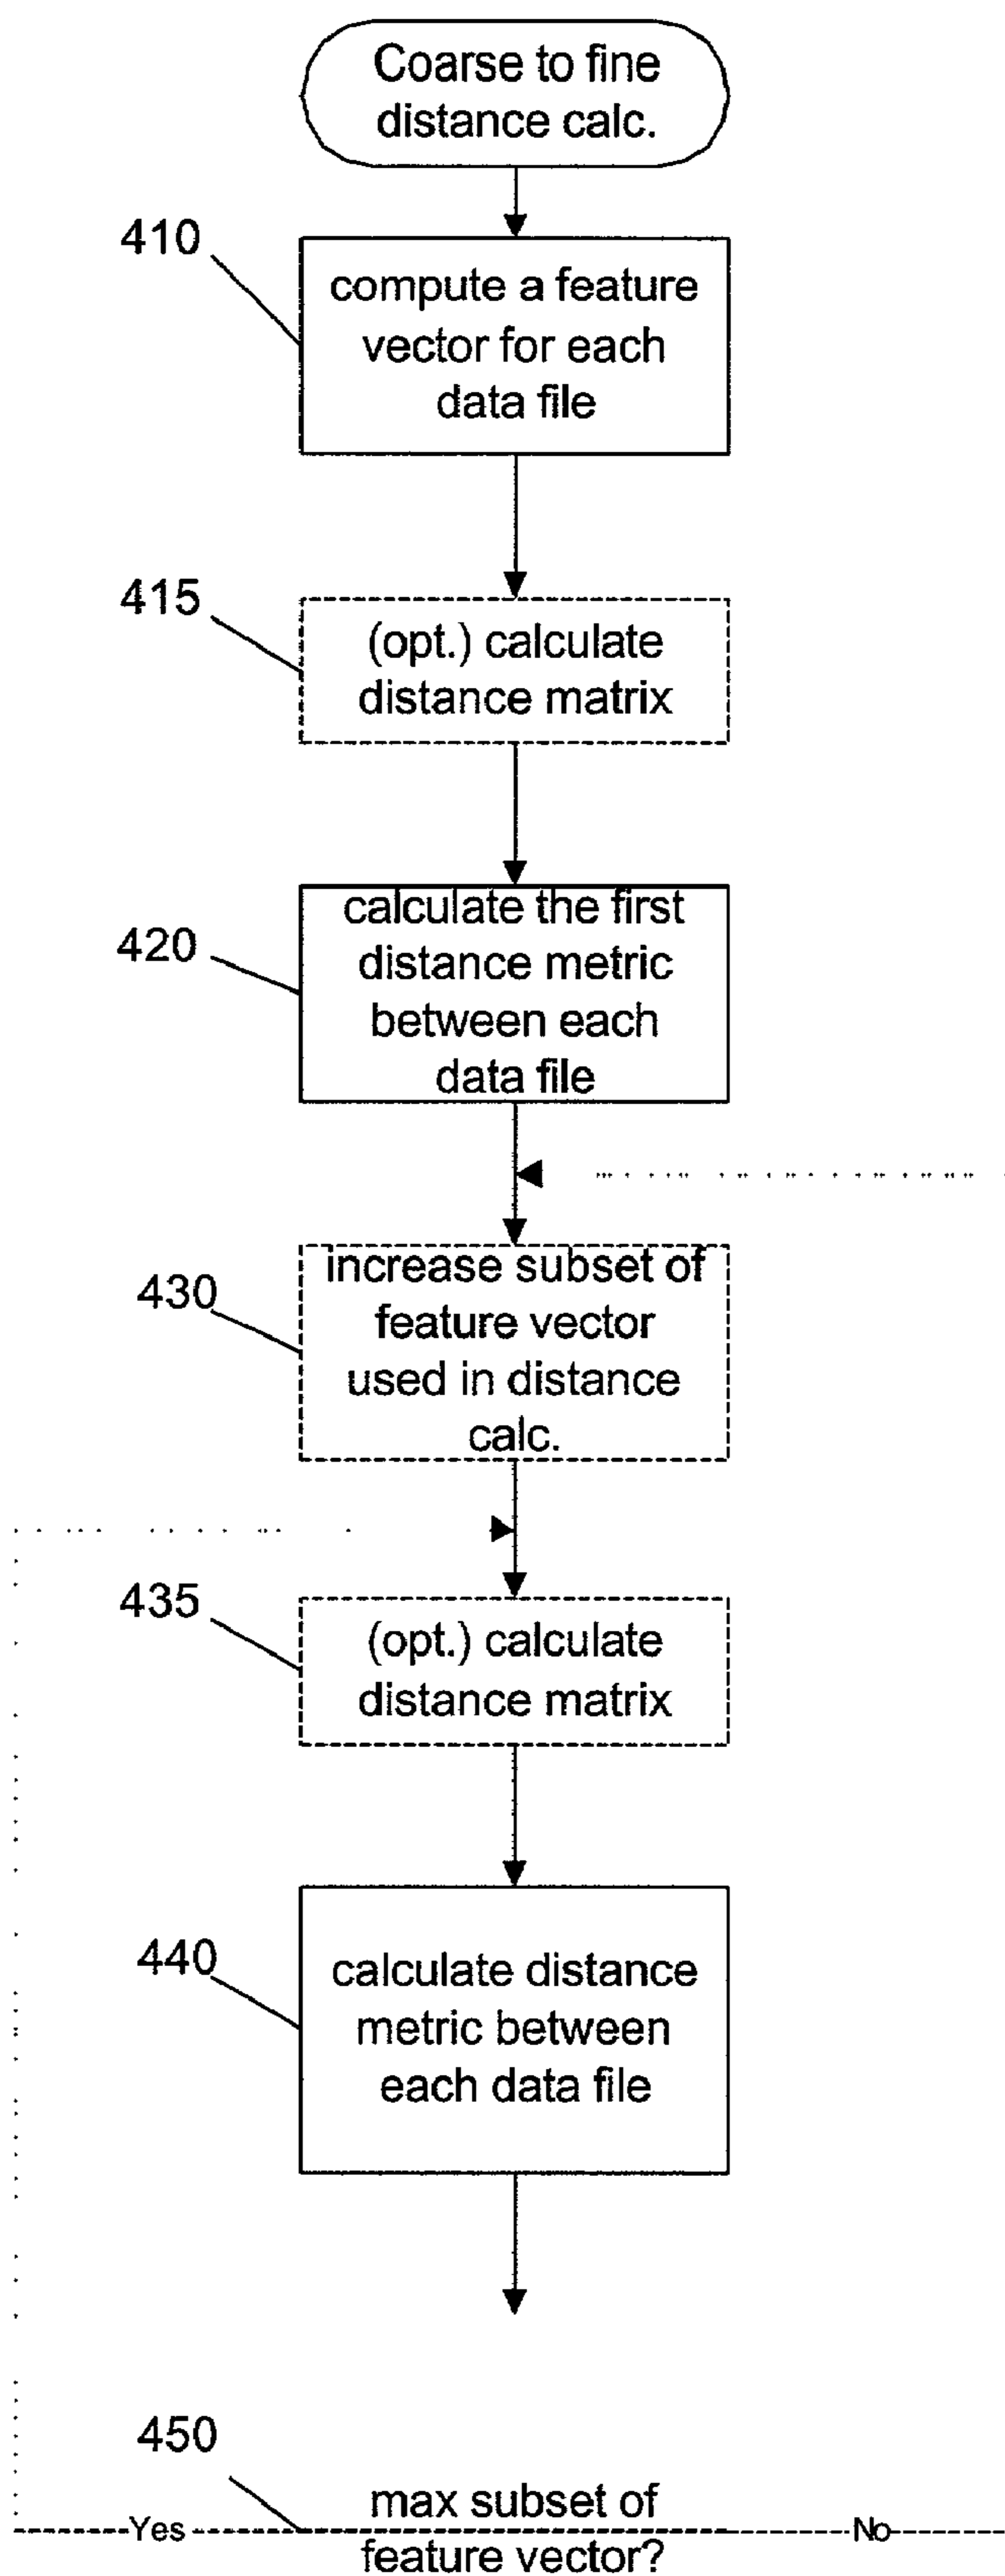 Coarse to fine
distance calc.
410
compute a feature
vector for each
data file
415
(opt.) calculate
distance matrix
420
calculate the first
distance metric
between each
data file
430
increase subset of
feature vector
used in distance
calc.
435
(opt.) calculate
distance matrix
440
calculate distance
metric between
each data file
450
max subset of
Yes
No
feature vector?